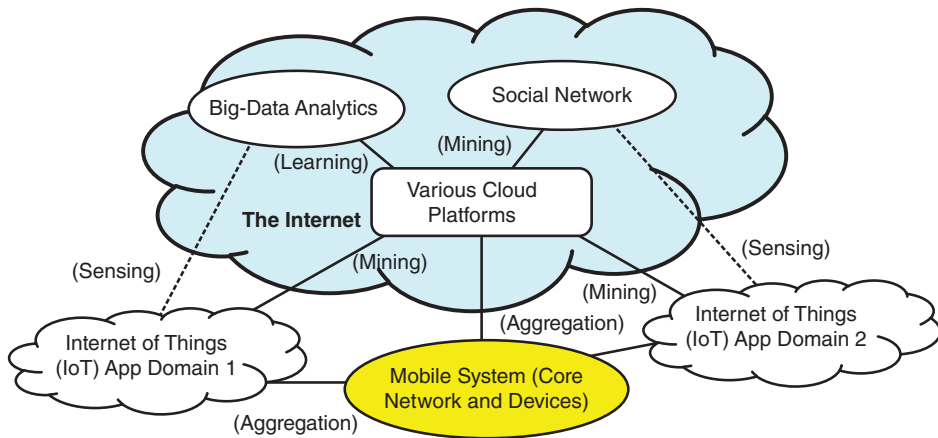 Big-Data Analytics
Social Network
(Learning)
(Mining)
Various Cloud
Platforms
The Internet
(Sensing)
(Mining)
(Sensing)
(Mining)
Internet of Things
(IoT) App Domain 1
(Aggregation)
Internet of Things
(IoT) App Domain 2
Mobile System (Core
Network and Devices)
(Aggregation)